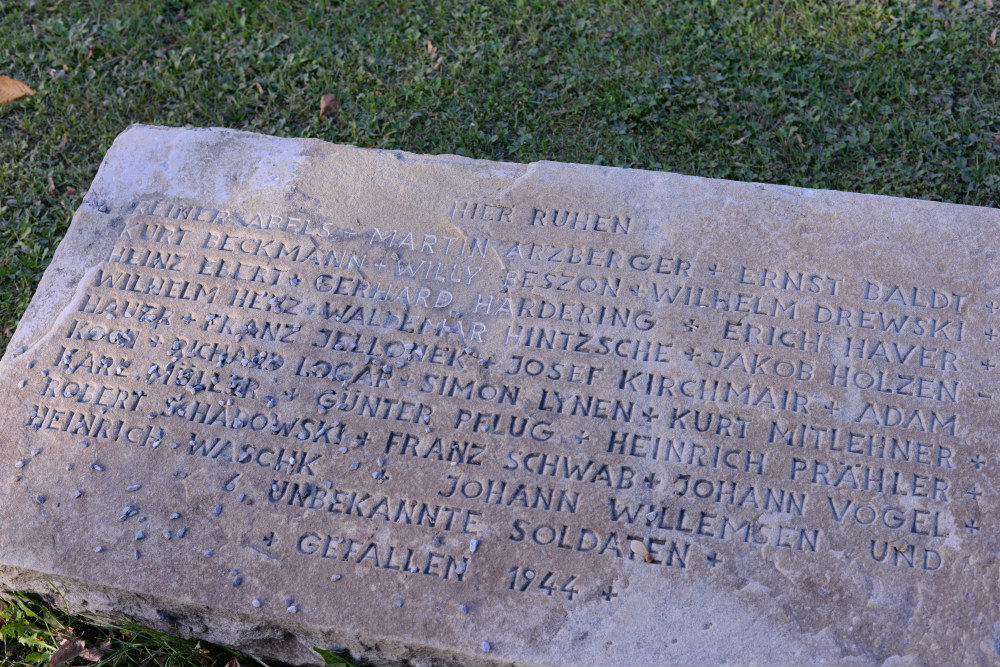 HIER RUHEN
REINER ABELS + MARTIN ARZBERGER + ERNST BALDT +
KURT BECKMANN + WILLY BESZON + WILHELM DREWSKI +
HEINZ EBERT + GERHARD HARDERING + ERICH HAVER +
WILHELM HERZ + WALDEMAR HINTZSCHE + JAKOB HOLZEN -
HAUER + FRANZ JELLONEK + JOSEF KIRCHMAIR + ADAM
KOCH + RICHARD LOGAR + SIMON LYNEN + KURT MITLEHNER +
KARL MÜLLER + GÜNTER PFLUG + HEINRICH PRÄHLER +
ROBERT SCHABOWSKI + FRANZ SCHWAB + JOHANN VOGEL +
HEINRICH WASCHK JOHANN WILLEMSEN UND
6 UNBEKANNTE SOLDATEN +
+ GEFALLEN 1944 +